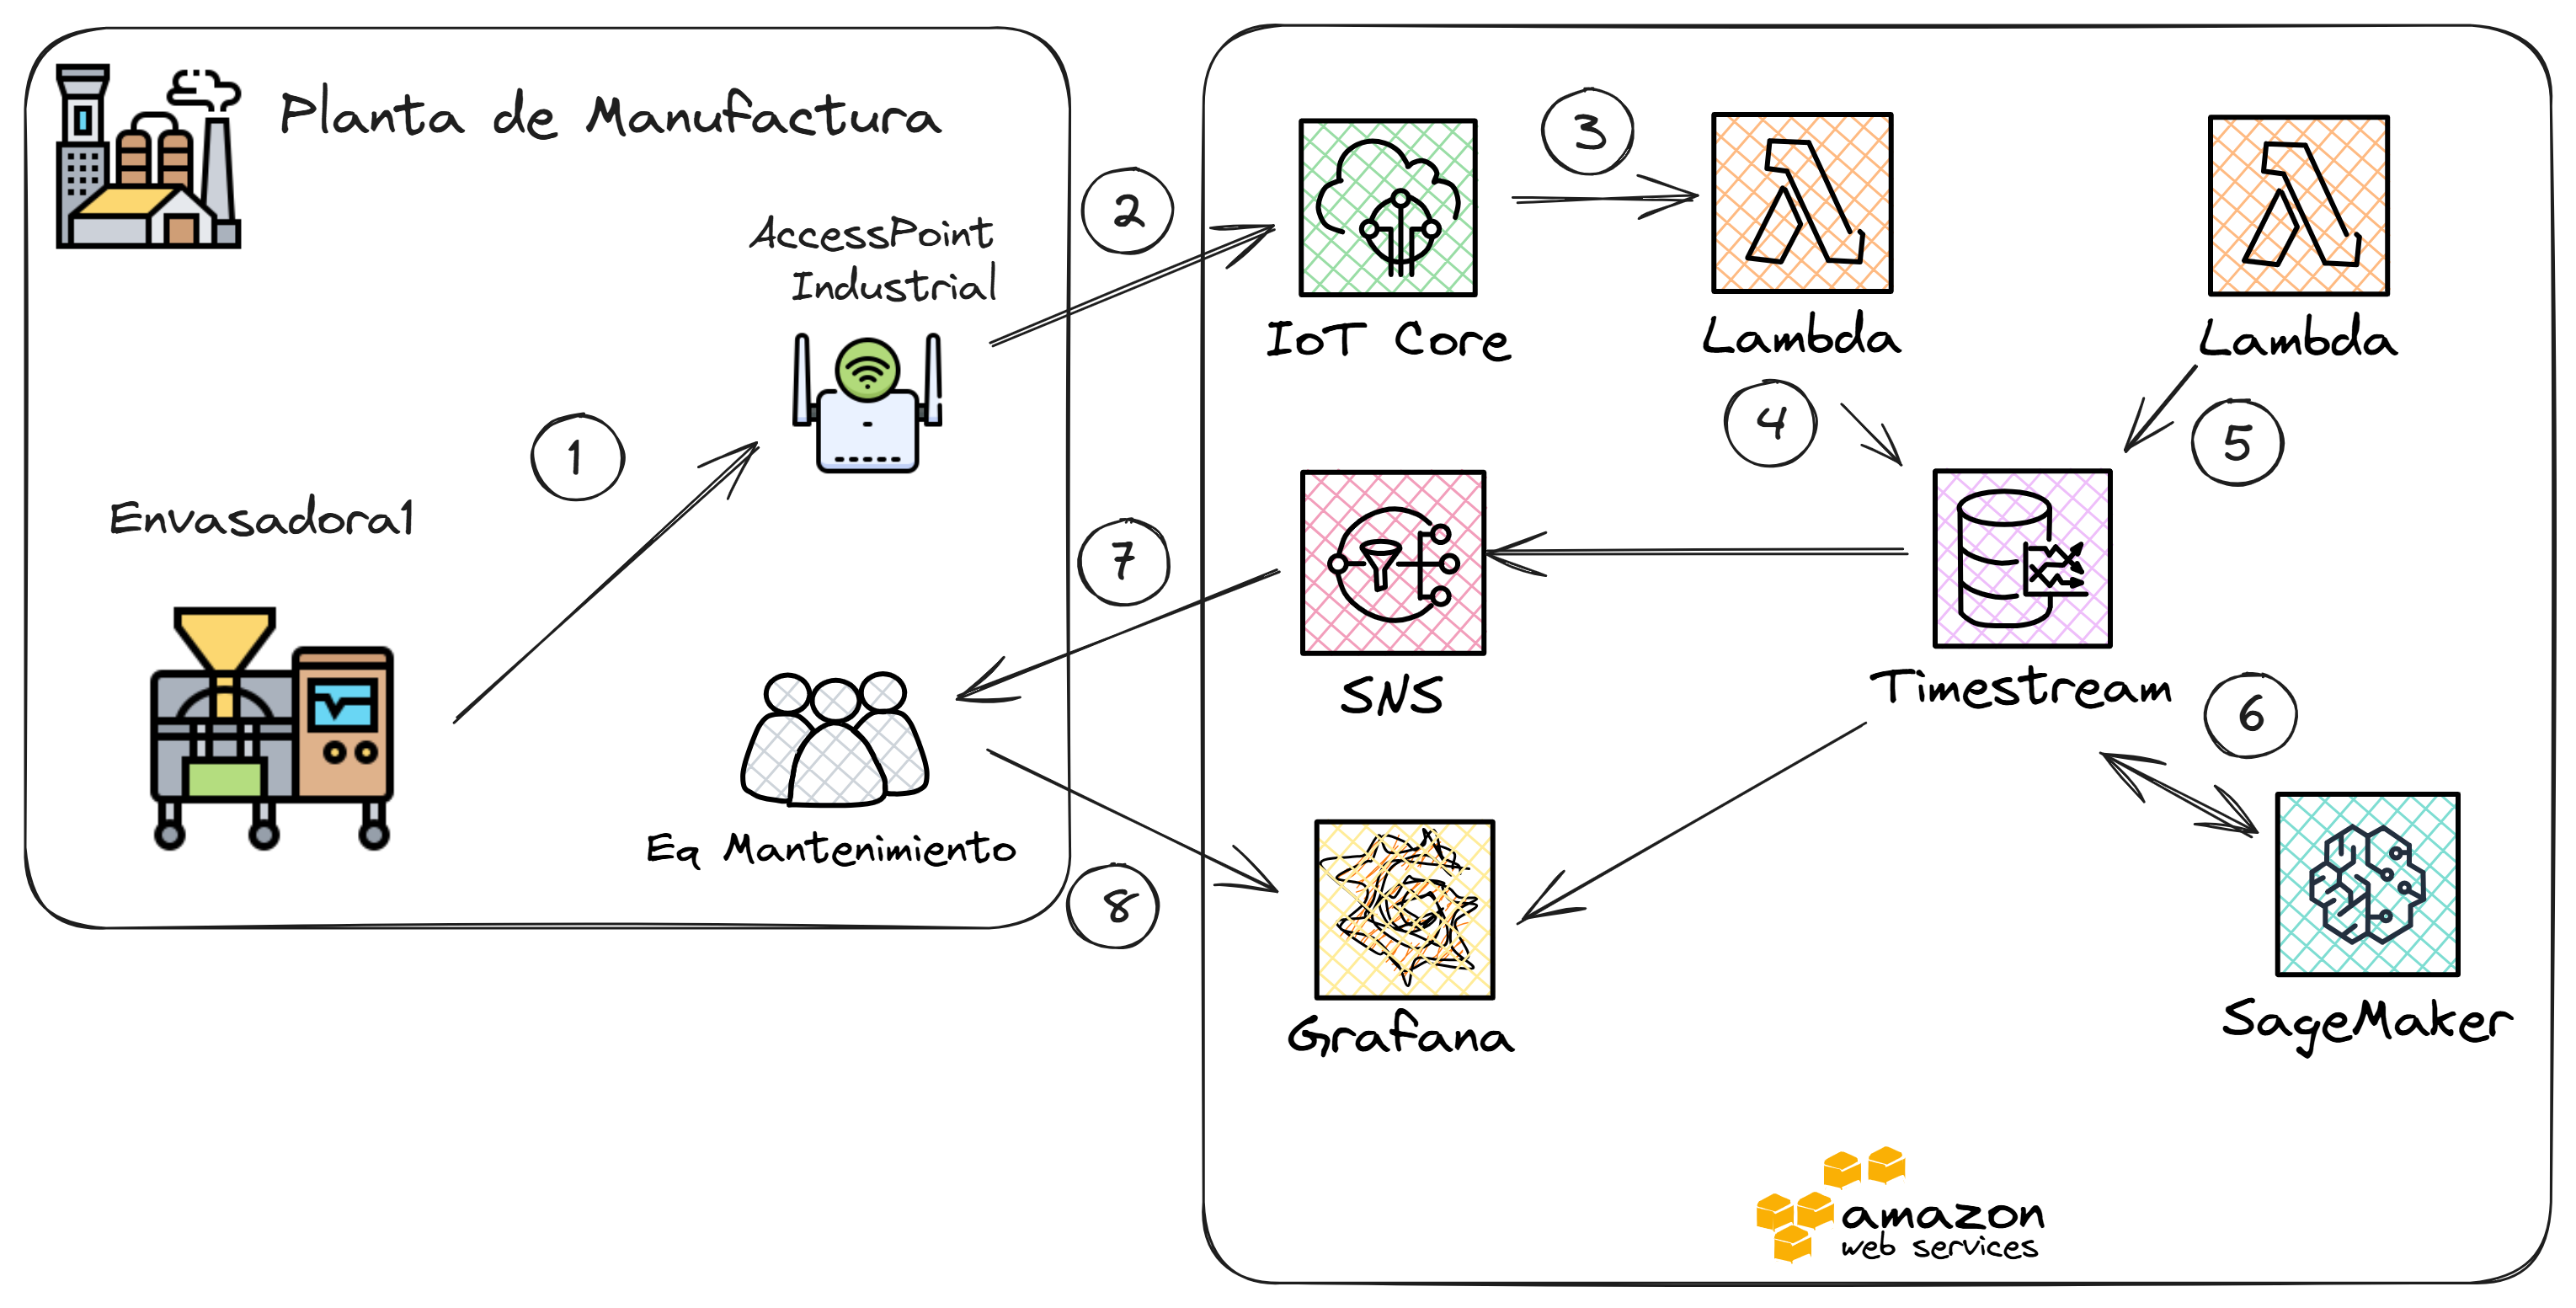 Planta de Manufactura
AccessPoint
Industrial
1
Envasadora1
Eq Mantenimiento
2
7
8
3
IoT Core
Lambda
Lambda
4
5
SNS
Timestream
6
Grafana
SageMaker
amazon
web services